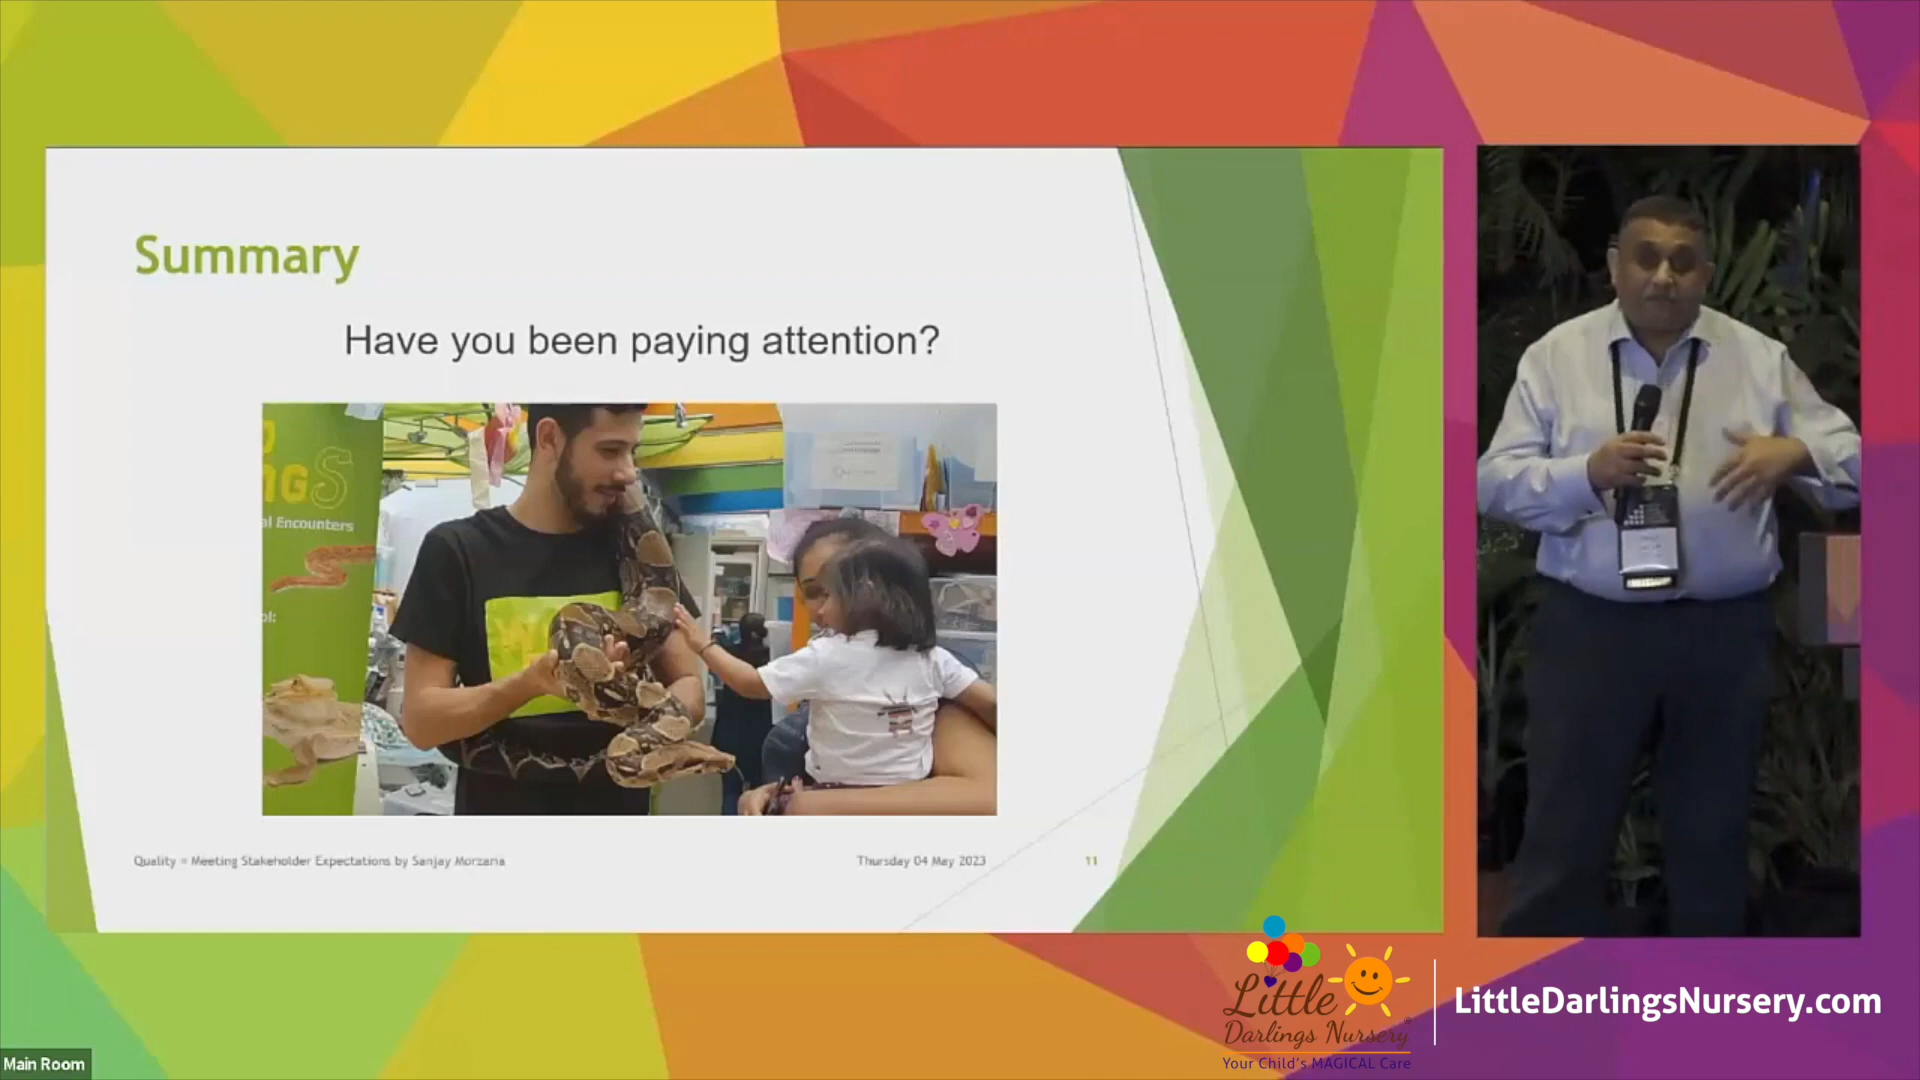 Summary
Have you been paying attention?
al Encounters
Quality = Meeting Stakeholder Expectations by Sanjay Morzaria
Thursday 04 May 2023
11
Little
Darlings Nursery
Your Child's MAGICAL Care
LittleDarlingsNursery.com
Main Room